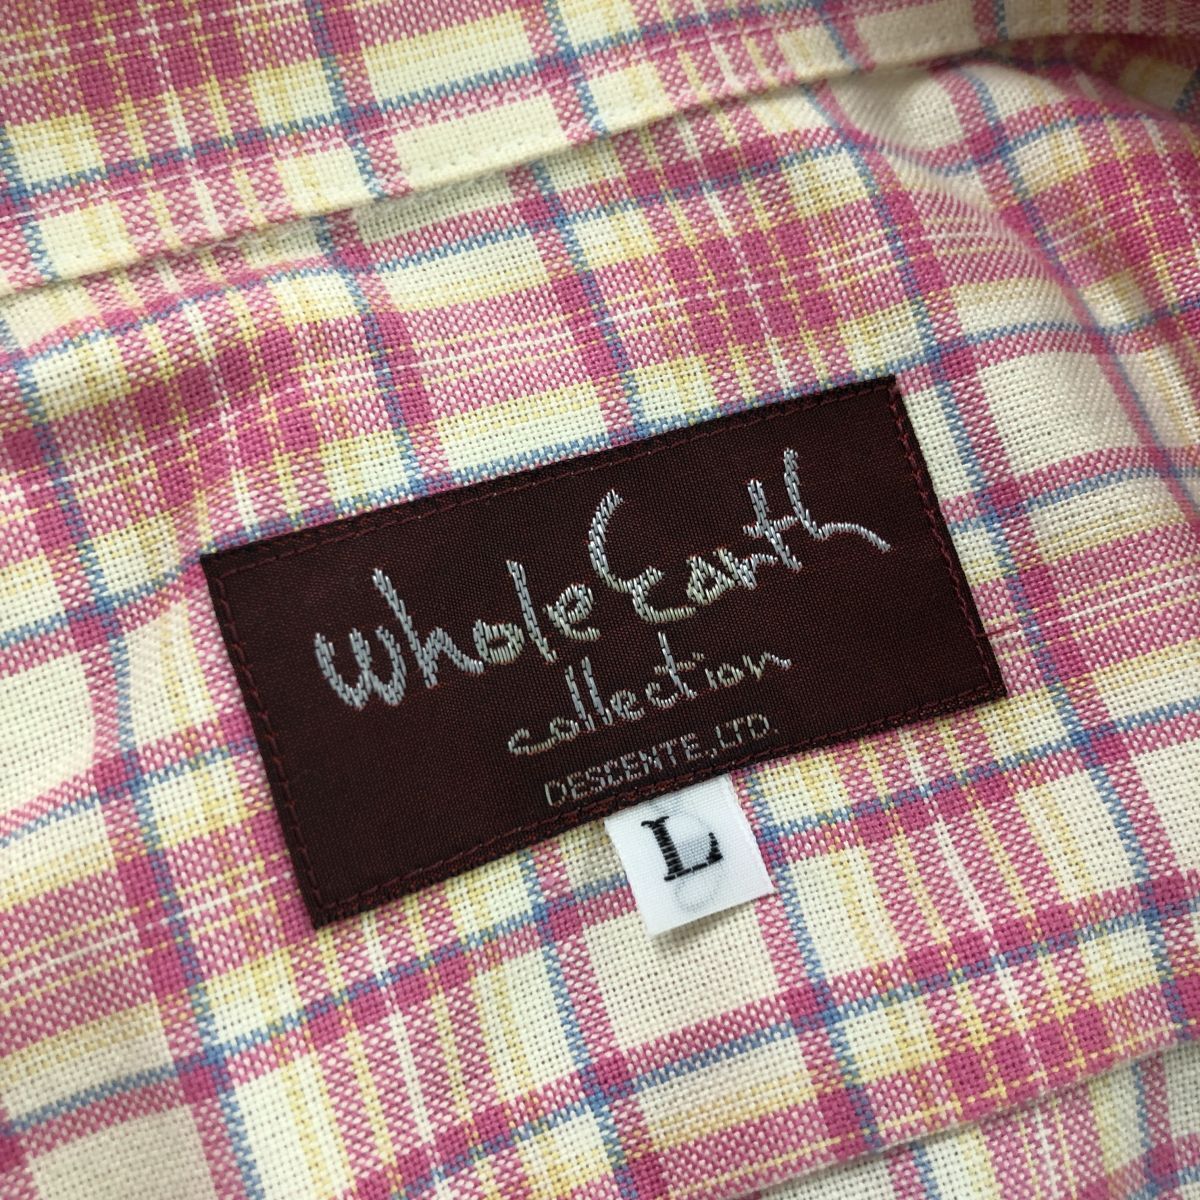 Whole Earth
collection
DESCENTE, LTD.
L